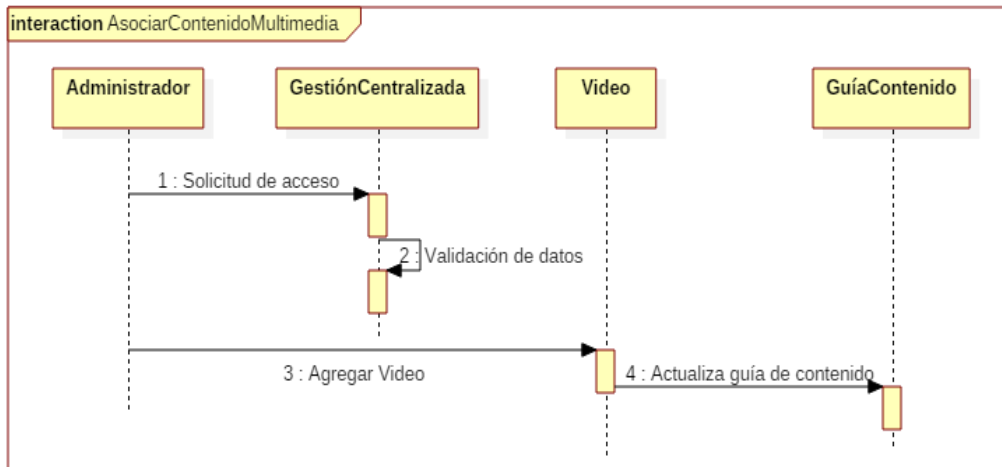 interaction AsociarContenidoMultimedia
Administrador
GestiónCentralizada
Video
GuíaContenido
1 : Solicitud de acceso
2 : Validación de datos
3 : Agregar Video
4 : Actualiza guía de contenido